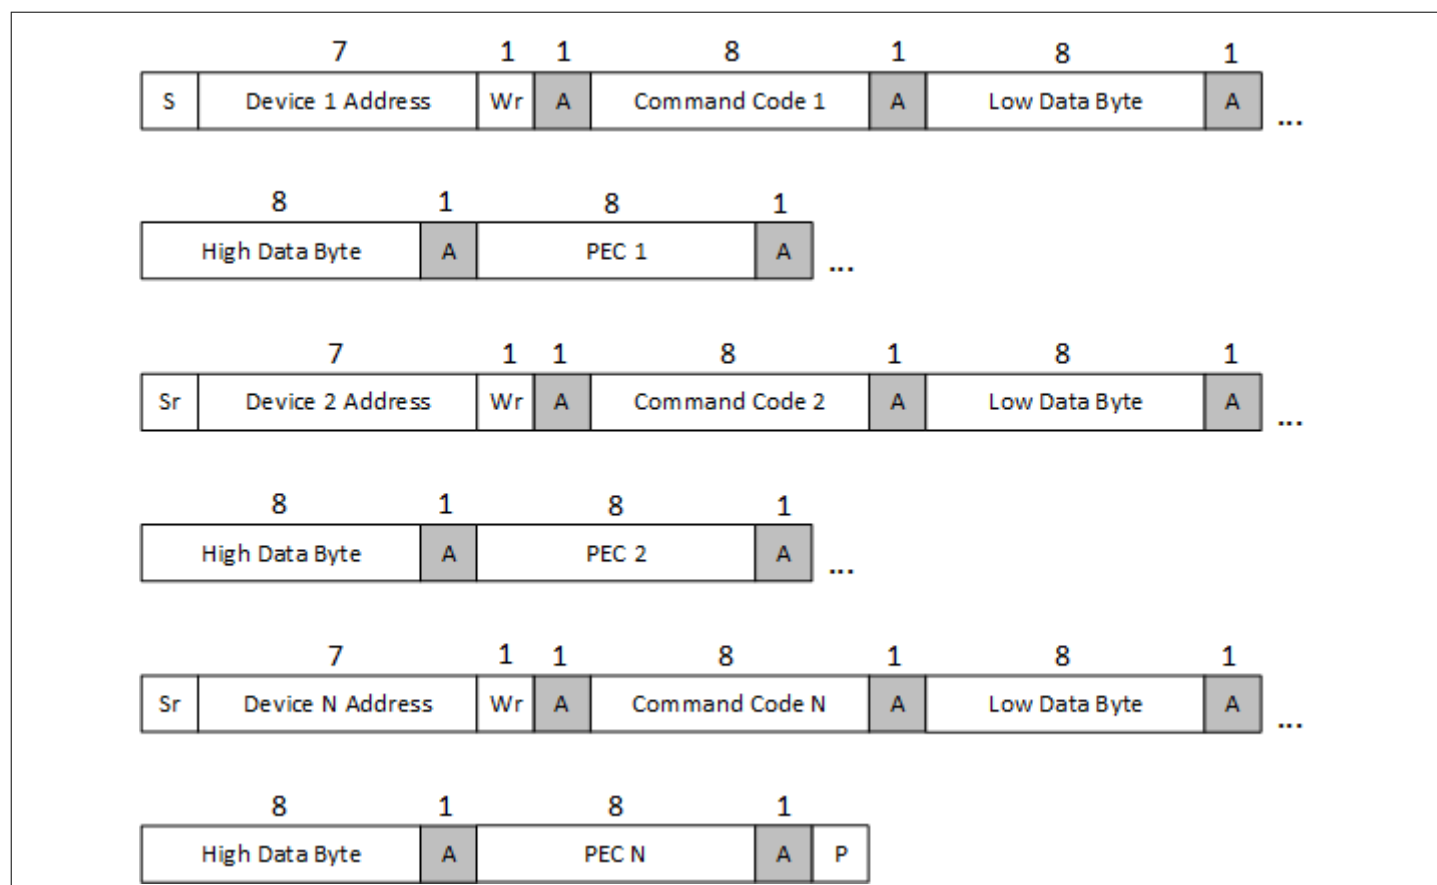 7 1 1 8 1 8 1
S Device 1 Address Wr A Command Code 1 A Low Data Byte A ...
8 1 8 1
High Data Byte A PEC 1 A ...
7 1 1 8 1 8 1
Sr Device 2 Address Wr A Command Code 2 A Low Data Byte A ...
8 1 8 1
High Data Byte A PEC 2 A ...
7 1 1 8 1 8 1
Sr Device N Address Wr A Command Code N A Low Data Byte A ...
8 1 8 1
High Data Byte A PEC N A P